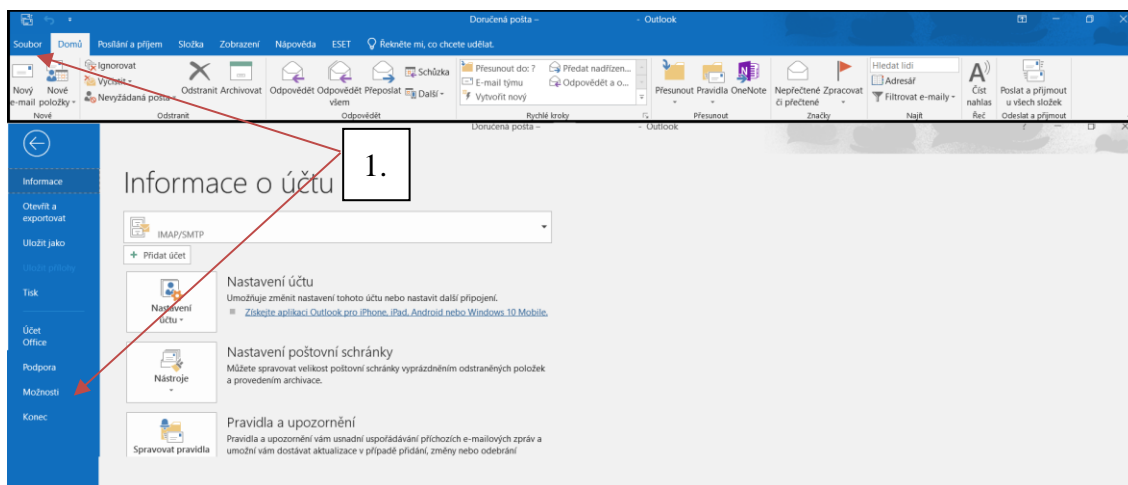 Doručená pošta – - Outlook
Soubor Domů Posílání a příjem Složka Zobrazení Nápověda ESET Řekněte mi, co chcete udělat.
Nový e-mail
Nové položky
Ignorovat
Vyčistit
Nevyžádaná pošta
Odstranit Archivovat
Odpovědět Odpovědět všem Přeposlat
Schůzka
Další
Přesunout do: ?
E-mail týmu
Vytvořit nový
Předat nadřízen...
Odpovědět a o...
Přesunout Pravidla OneNote
Nepřečtené či přečtené
Zpracovat
Hledat lidi
Adresář
Filtrovat e-maily
A
Číst nahlas
Poslat a přijmout u všech složek
Nové Odstranit Odpovědět Rychlé kroky Přesunout Značky Najít Řeč Odeslat a přijmout
Doručená pošta – - Outlook
?
1.
Informace
Otevřít a
exportovat
Uložit jako
Uložit přílohy
Tisk
Účet
Office
Podpora
Možnosti
Konec
Informace o účtu
IMAP/SMTP
+ Přidat účet
Nastavení
účtu
Nastavení účtu
Umožňuje změnit nastavení tohoto účtu nebo nastavit další připojení.
Získejte aplikaci Outlook pro iPhone, iPad, Android nebo Windows 10 Mobile.
Nástroje
Nastavení poštovní schránky
Můžete spravovat velikost poštovní schránky vyprázdněním odstraněných položek
a provedením archivace.
Spravovat pravidla
Pravidla a upozornění
Pravidla a upozornění vám usnadní uspořádávání příchozích e-mailových zpráv a
umožní vám dostávat aktualizace v případě přidání, změny nebo odebrání